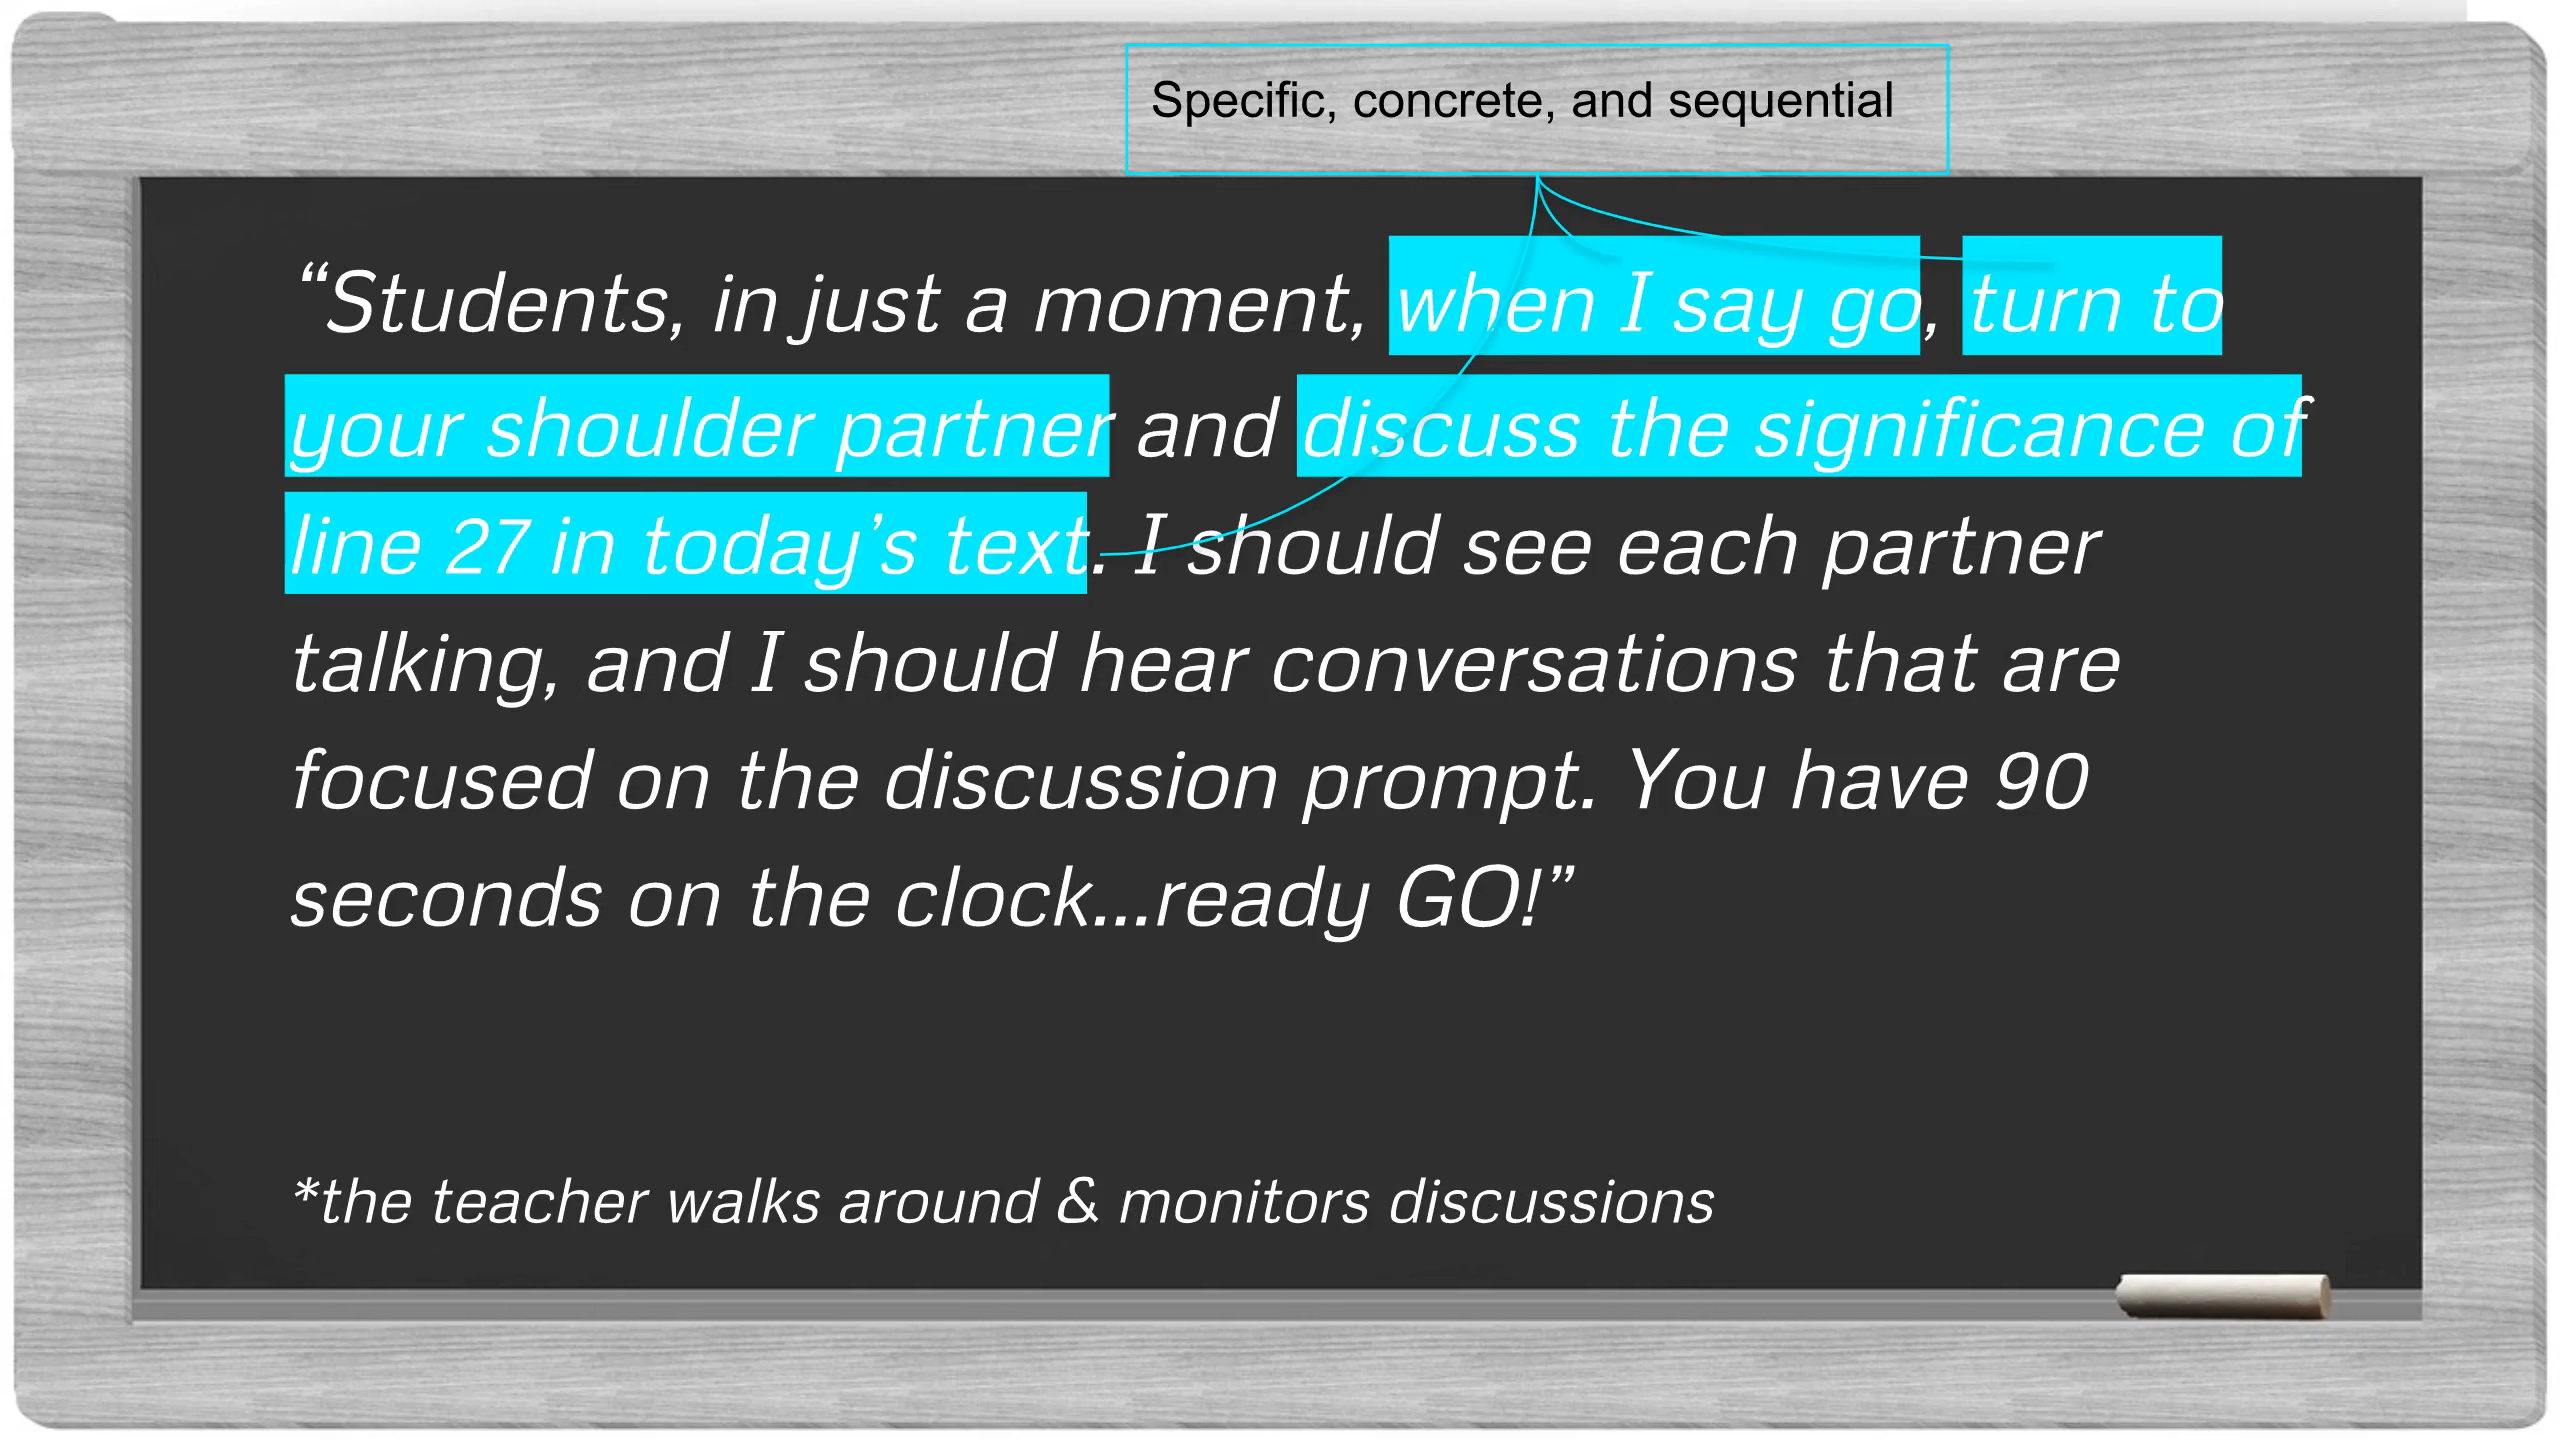 Specific, concrete, and sequential
“Students, in just a moment, when I say go, turn to
your shoulder partner and discuss the significance of
line 27 in today’s text. I should see each partner
talking, and I should hear conversations that are
focused on the discussion prompt. You have 90
seconds on the clock...ready GO!”
*the teacher walks around & monitors discussions